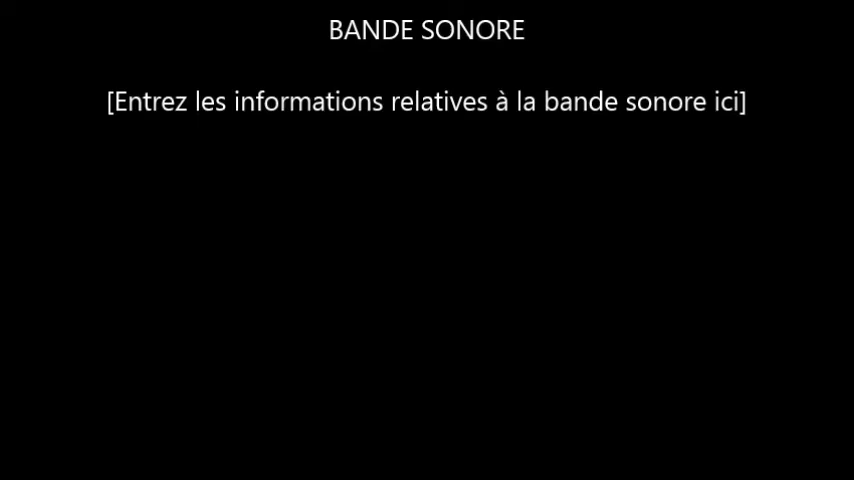 BANDE SONORE
[Entrez les informations relatives à la bande sonore ici]